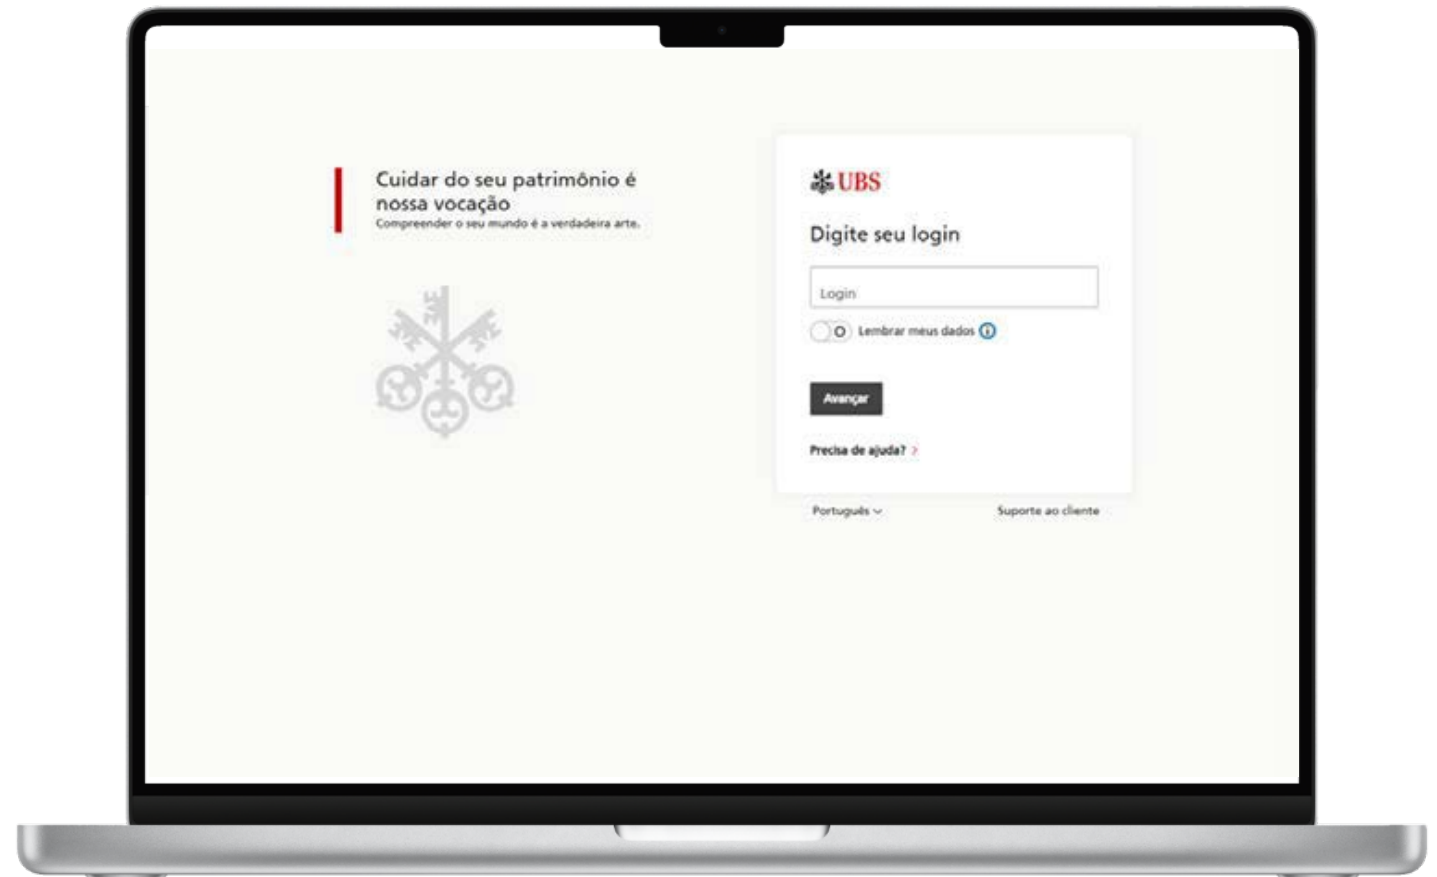 Cuidar do seu patrimônio é
nossa vocação
Compreender o seu mundo é a verdadeira arte.
UBS
Digite seu login
Login
Lembrar meus dados
Avançar
Precisa de ajuda?
Português
Suporte ao cliente